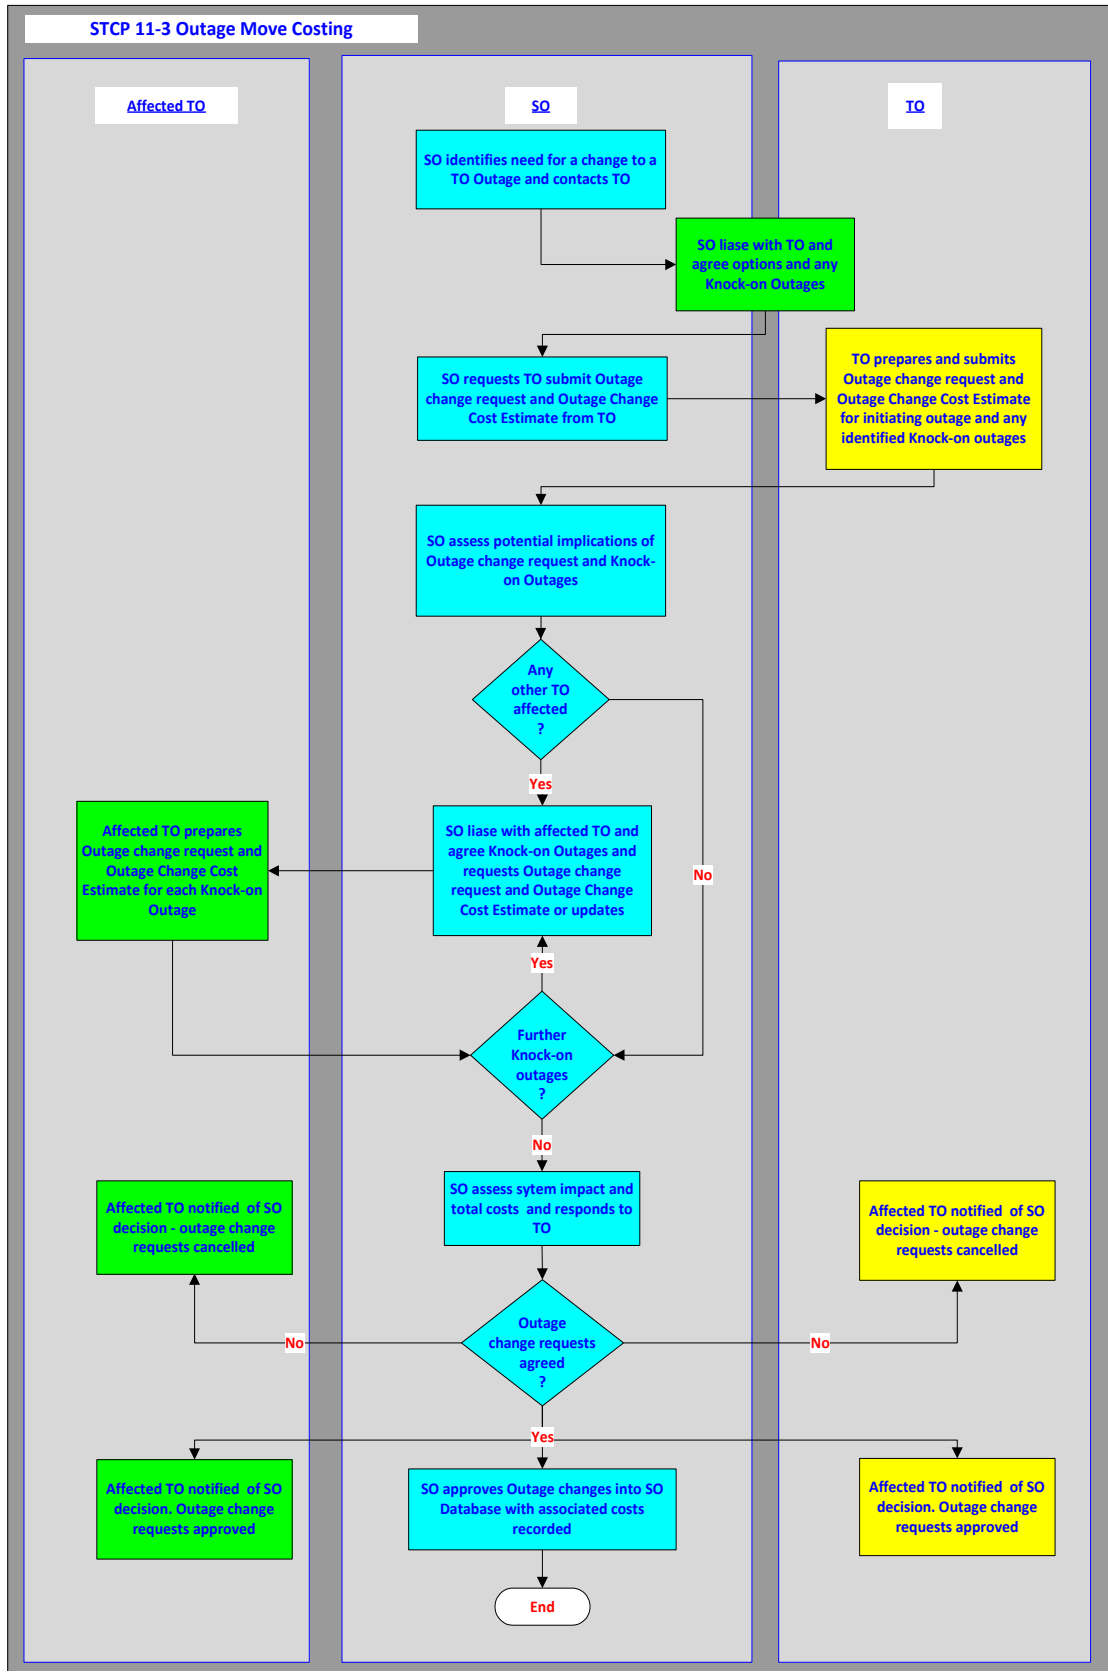 STCP 11-3 Outage Move Costing
Affected TO
SO
TO
SO identifies need for a change to a
TO Outage and contacts TO
SO liase with TO and
agree options and any
Knock-on Outages
SO requests TO submit Outage
change request and Outage Change
Cost Estimate from TO
TO prepares and submits
Outage change request and
Outage Change Cost Estimate
for initiating outage and any
identified Knock-on outages
SO assess potential implications of
Outage change request and Knock-
on Outages
Any
other TO
affected
?
Yes
No
Affected TO prepares
Outage change request and
Outage Change Cost
Estimate for each Knock-on
Outage
SO liase with affected TO and
agree Knock-on Outages and
requests Outage change
request and Outage Change
Cost Estimate or updates
Yes
Further
Knock-on
outages
?
No
SO assess sytem impact and
total costs  and responds to
TO
Affected TO notified  of SO
decision - outage change
requests cancelled
Affected TO notified  of SO
decision - outage change
requests cancelled
Outage
change requests
agreed
?
No
No
Yes
Affected TO notified  of SO
decision. Outage change
requests approved
SO approves Outage changes into SO
Database with associated costs
recorded
Affected TO notified  of SO
decision. Outage change
requests approved
End